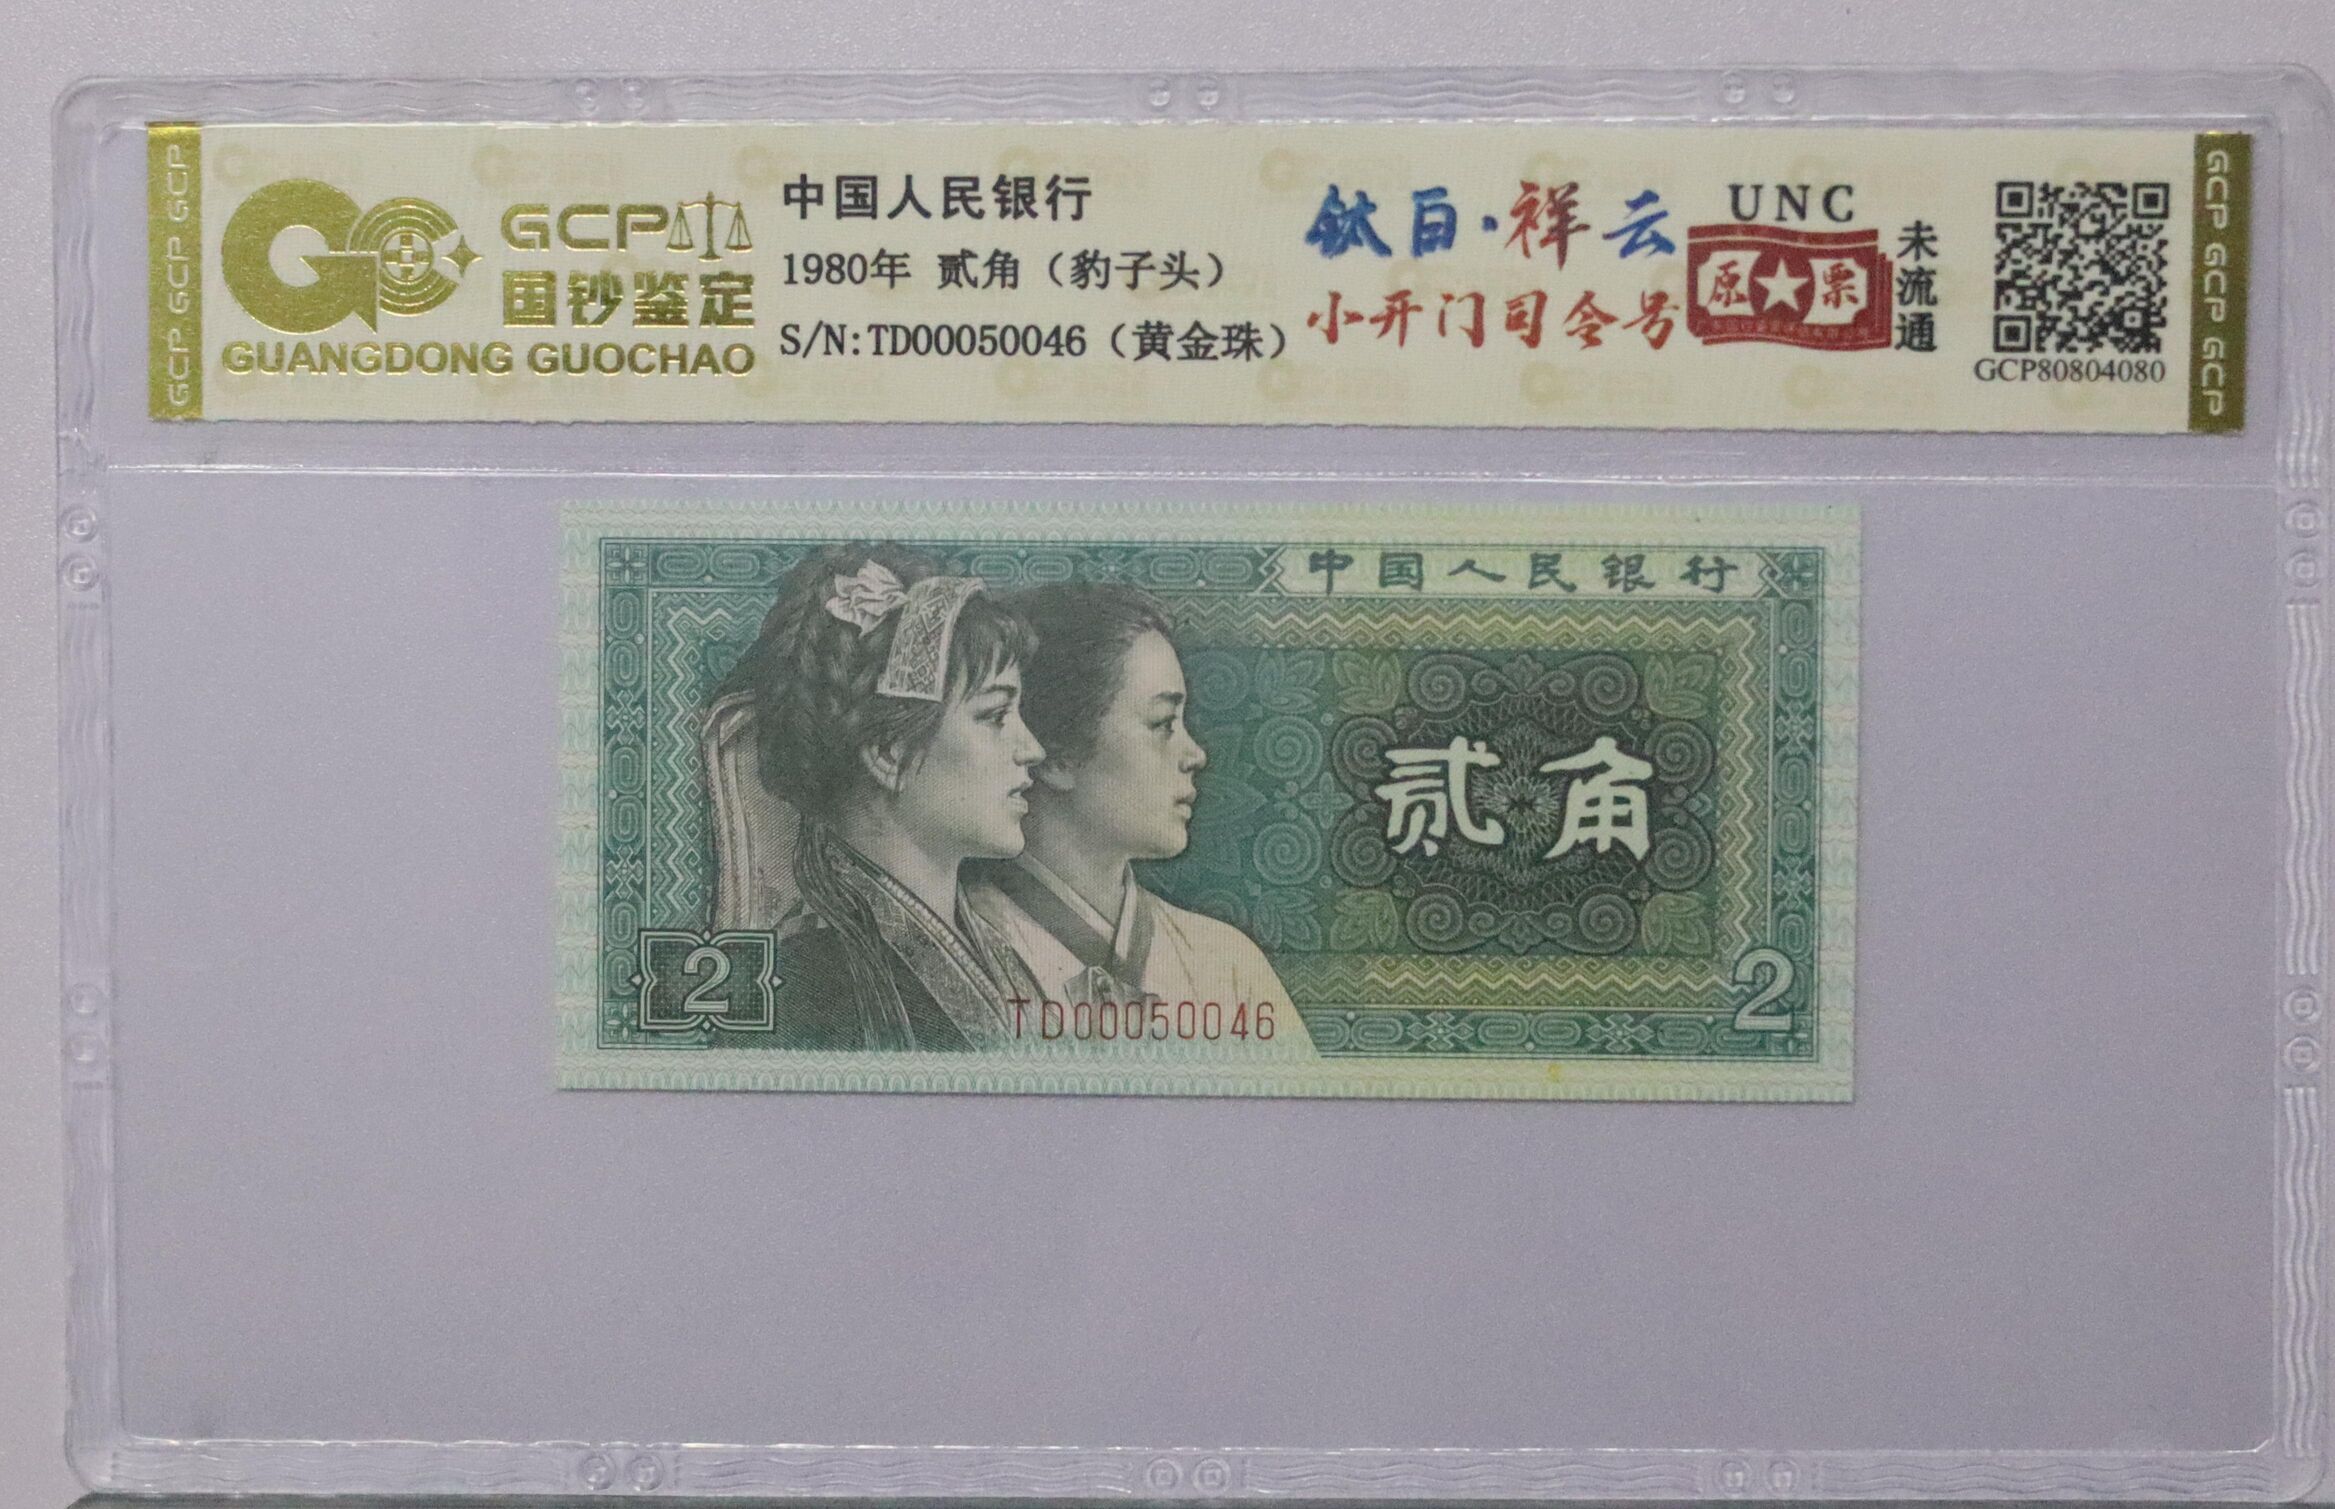 GCP GCP GCP
GCP
国钞鉴定
GUANGDONG GUOCHAO
中国人民银行
1980年 贰角（豹子头）
S/N:TD00050046（黄金珠）
钛白·祥云
小开门司令号
UNC
原票
未流通
GCP80804080
GCP GCP GCP
中国人民银行
贰角
2
2
TD00050046